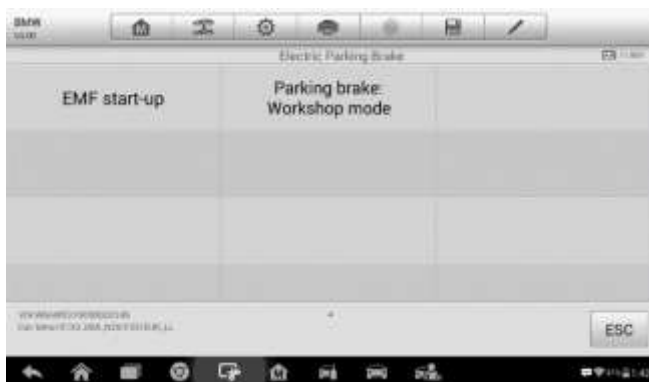 BMW
Electric Parking Brake
EMF start-up
Parking brake:
Workshop mode
ESC